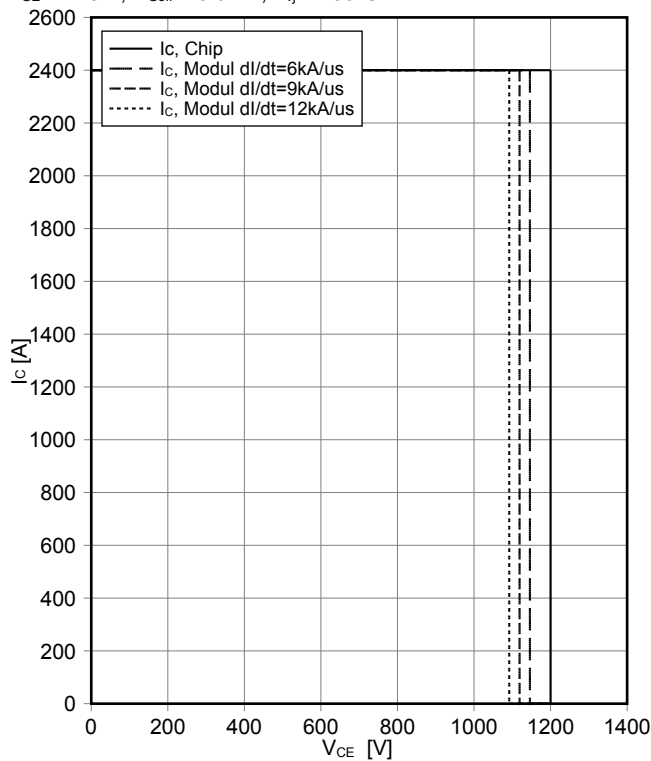 2600
2400
2200
2000
1800
1600
1400
1200
1000
800
600
400
200
0
Ic, Chip
IC, Modul dI/dt=6kA/us
IC, Modul dI/dt=9kA/us
IC, Modul dI/dt=12kA/us
IC [A]
0 200 400 600 800 1000 1200 1400
VCE [V]